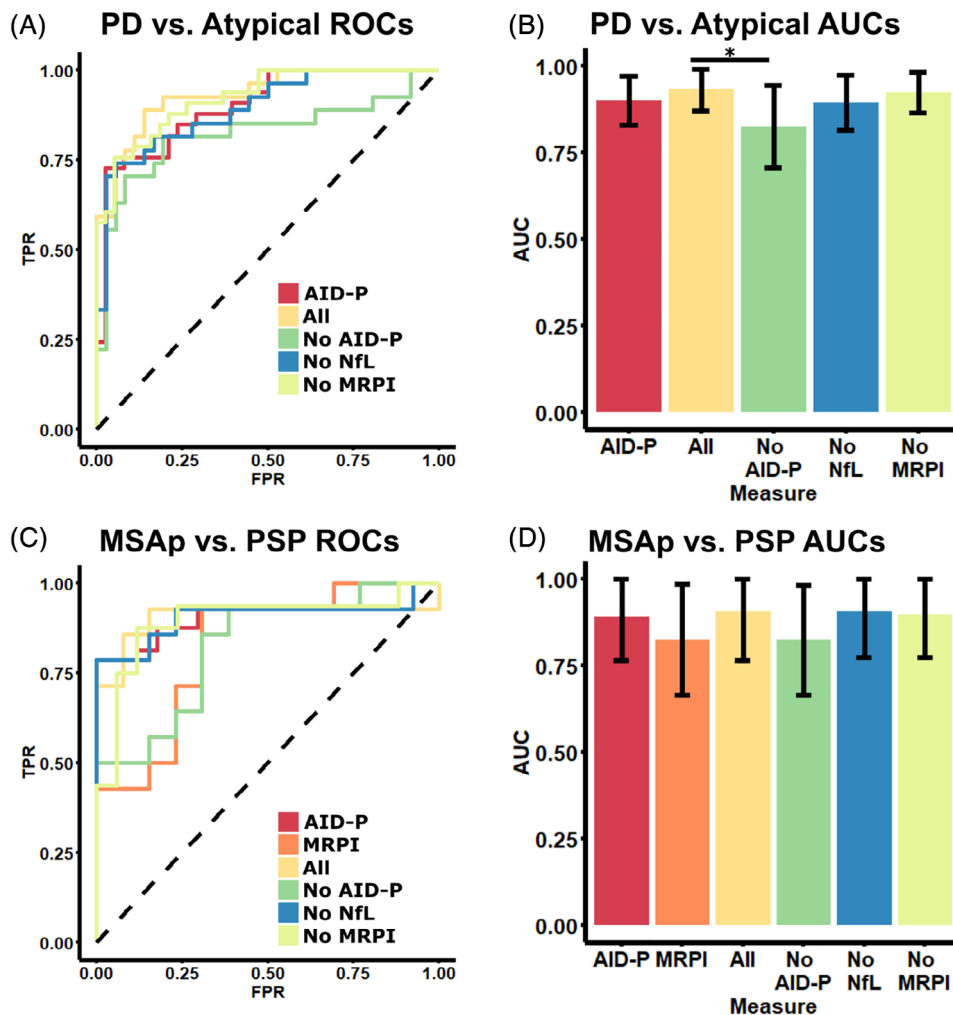 (A) PD vs. Atypical ROCs
1.00
0.75
0.50
0.25
0.00
TPR
AID-P
All
No AID-P
No NfL
No MRPI
0.00 0.25 0.50 0.75 1.00
FPR
(B) PD vs. Atypical AUCs
*
1.00
0.75
0.50
0.25
0.00
AUC
AID-P All No No No
AID-P NfL MRPI
Measure
(C) MSAp vs. PSP ROCs
1.00
0.75
0.50
0.25
0.00
TPR
AID-P
MRPI
All
No AID-P
No NfL
No MRPI
0.00 0.25 0.50 0.75 1.00
FPR
(D) MSAp vs. PSP AUCs
1.00
0.75
0.50
0.25
0.00
AUC
AID-P MRPI All No No No
AID-P NfL MRPI
Measure